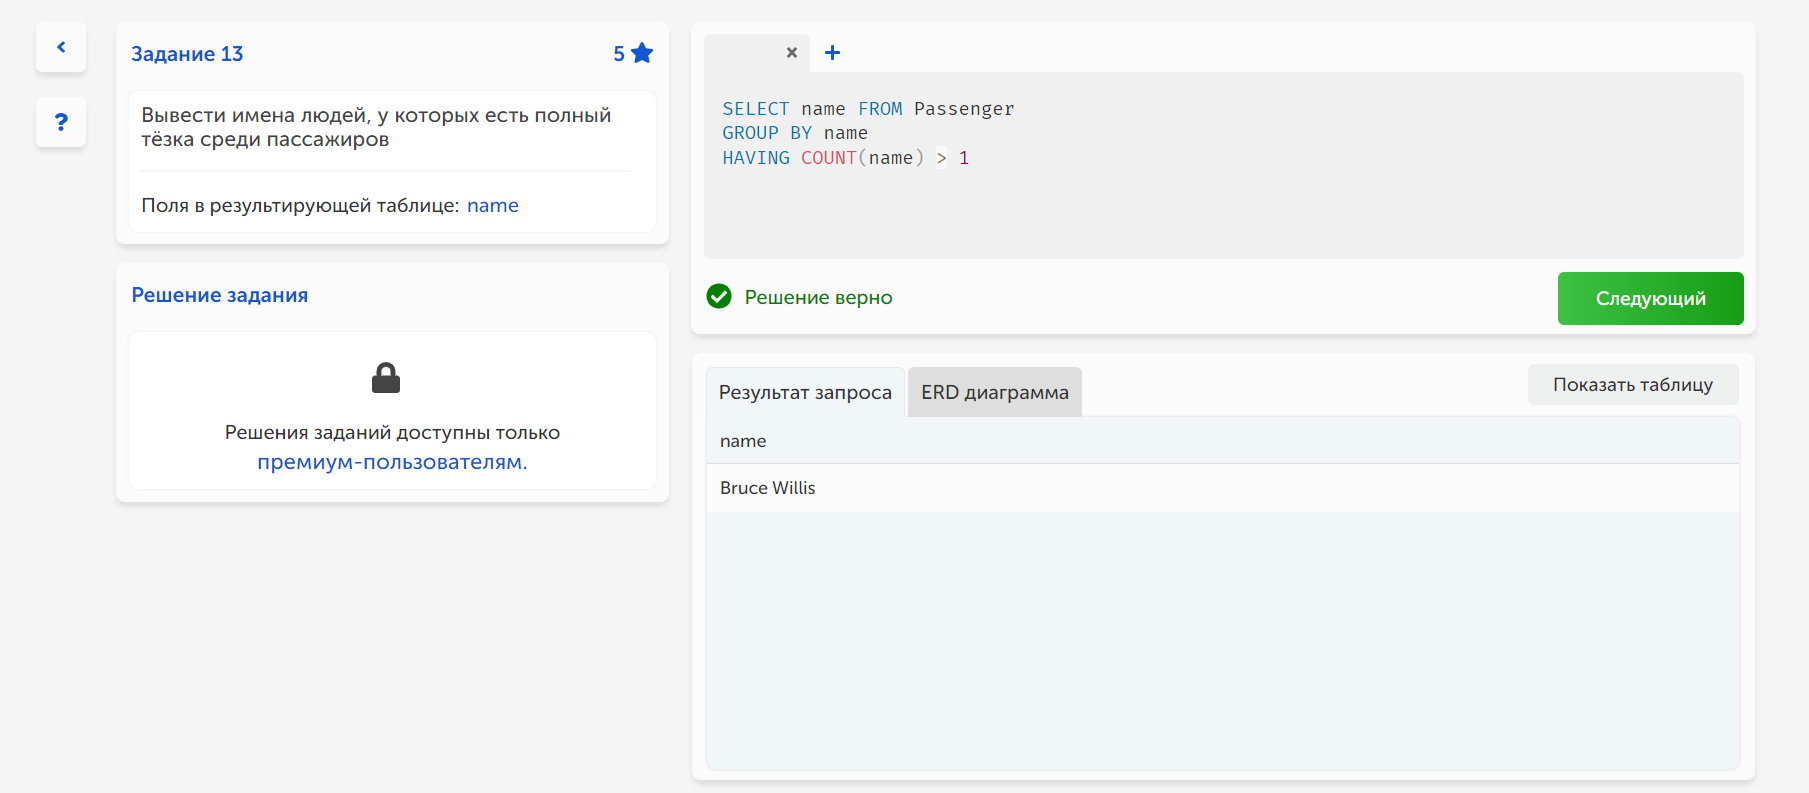 Задание 13
5
Вывести имена людей, у которых есть полный
тёзка среди пассажиров
Поля в результирующей таблице: name
?
Решение задания
Решения заданий доступны только
премиум-пользователям.
SELECT name FROM Passenger
GROUP BY name
HAVING COUNT(name) > 1
Решение верно
Следующий
Результат запроса
ERD диаграмма
Показать таблицу
name
Bruce Willis